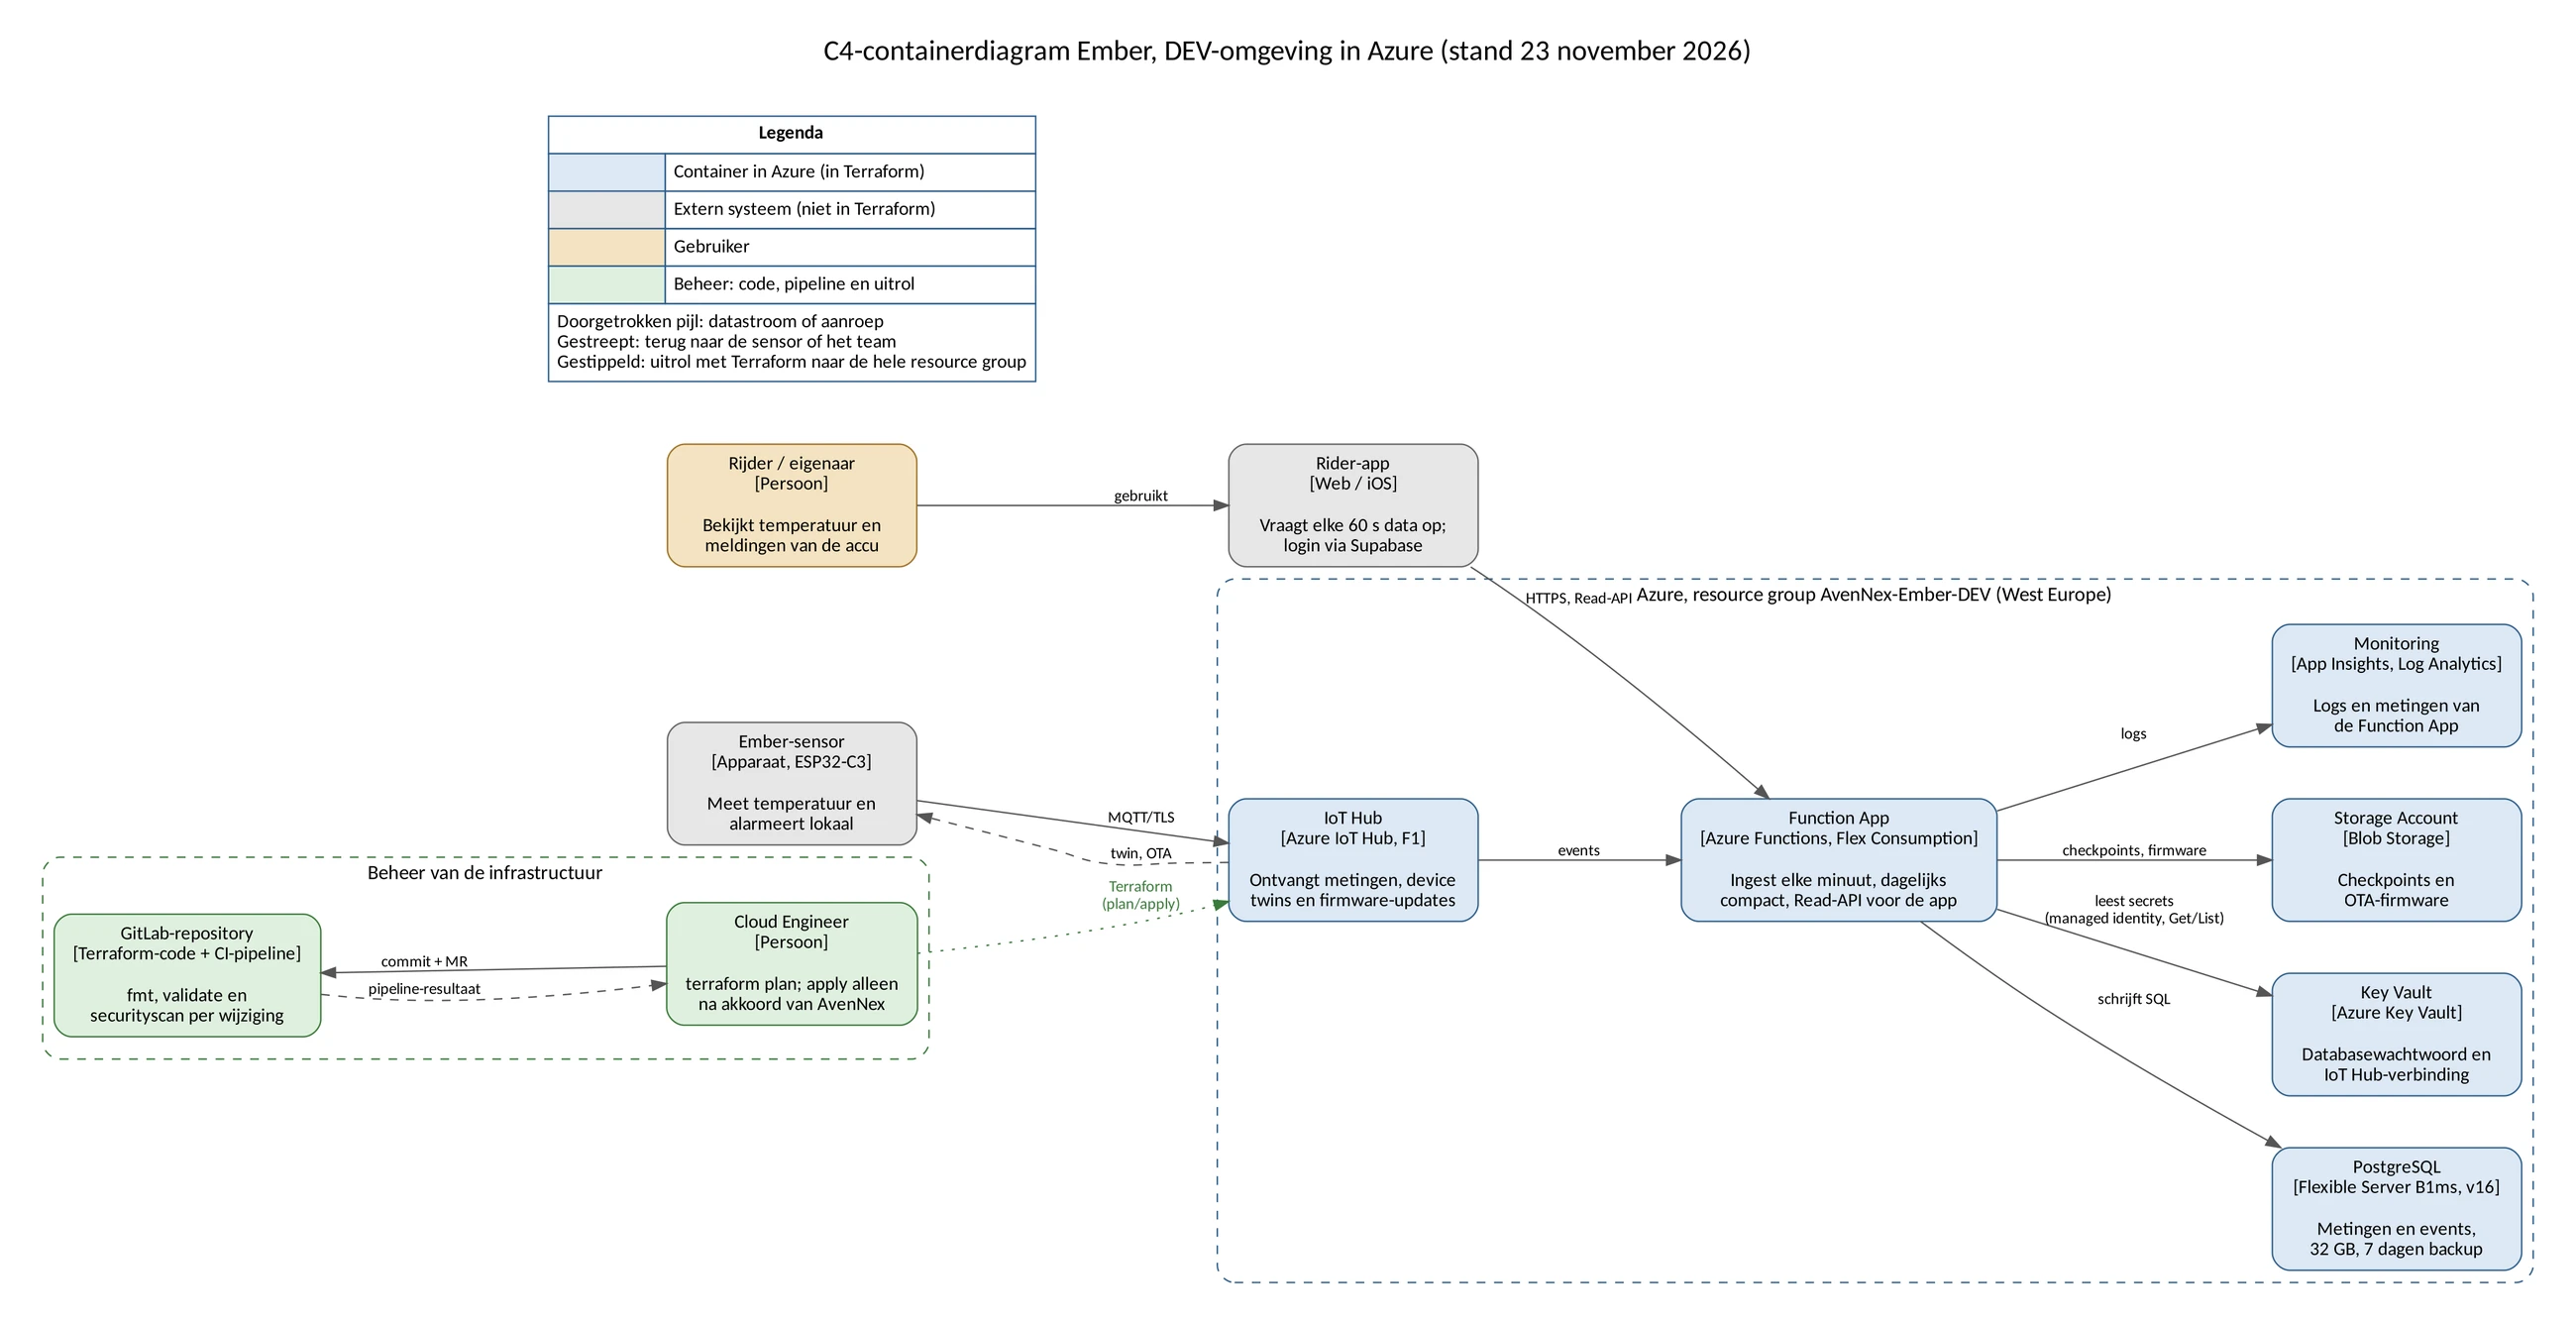 C4-containerdiagram Ember, DEV-omgeving in Azure (stand 23 november 2026)
Legenda
Container in Azure (in Terraform)
Extern systeem (niet in Terraform)
Gebruiker
Beheer: code, pipeline en uitrol
Doorgetrokken pijl: datastroom of aanroep
Gestreept: terug naar de sensor of het team
Gestippeld: uitrol met Terraform naar de hele resource group
Rijder / eigenaar
[Persoon]
Bekijkt temperatuur en
meldingen van de accu
gebruikt
Rider-app
[Web / iOS]
Vraagt elke 60 s data op;
login via Supabase
HTTPS, Read-API
Azure, resource group AvenNex-Ember-DEV (West Europe)
Ember-sensor
[Apparaat, ESP32-C3]
Meet temperatuur en
alarmeert lokaal
MQTT/TLS
twin, OTA
Terraform
(plan/apply)
Beheer van de infrastructuur
GitLab-repository
[Terraform-code + CI-pipeline]
fmt, validate en
securityscan per wijziging
commit + MR
pipeline-resultaat
Cloud Engineer
[Persoon]
terraform plan; apply alleen
na akkoord van AvenNex
IoT Hub
[Azure IoT Hub, F1]
Ontvangt metingen, device
twins en firmware-updates
events
Function App
[Azure Functions, Flex Consumption]
Ingest elke minuut, dagelijks
compact, Read-API voor de app
logs
checkpoints, firmware
leest secrets
(managed identity, Get/List)
schrijft SQL
Monitoring
[App Insights, Log Analytics]
Logs en metingen van
de Function App
Storage Account
[Blob Storage]
Checkpoints en
OTA-firmware
Key Vault
[Azure Key Vault]
Databasewachtwoord en
IoT Hub-verbinding
PostgreSQL
[Flexible Server B1ms, v16]
Metingen en events,
32 GB, 7 dagen backup